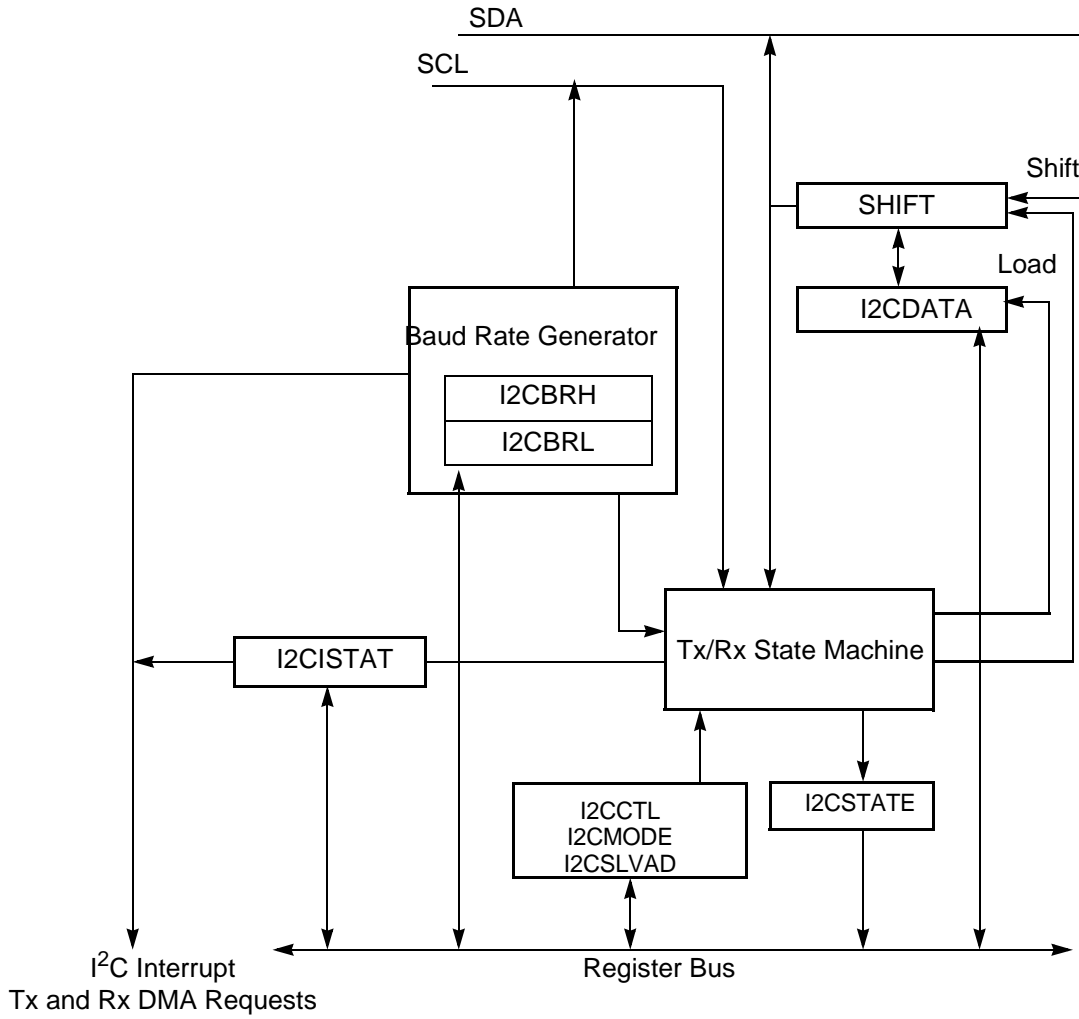 SDA
SCL
Shift
SHIFT
Load
I2CDATA
Baud Rate Generator
I2CBRH
I2CBRL
Tx/Rx State Machine
I2CISTAT
I2CCTL
I2CMODE
I2CSLVAD
I2CSTATE
I²C Interrupt
Tx and Rx DMA Requests
Register Bus